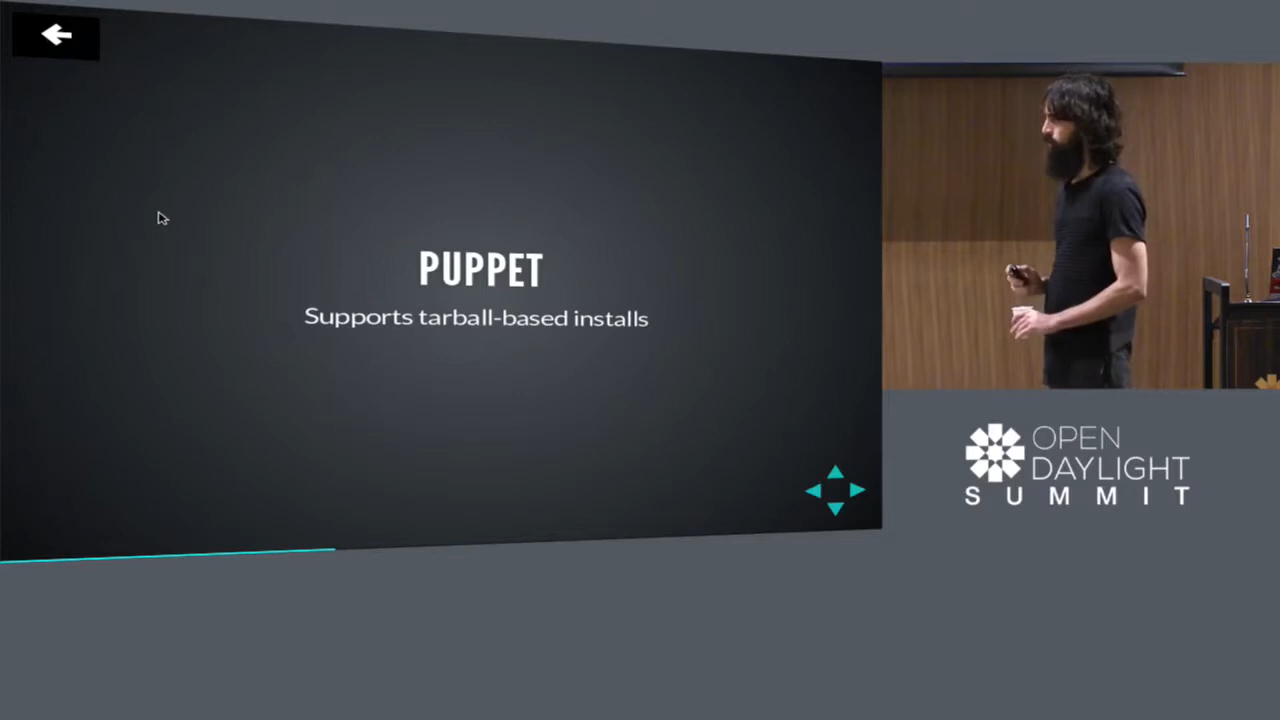 PUPPET
Supports tarball-based installs
OPEN
DAYLIGHT
SUMMIT